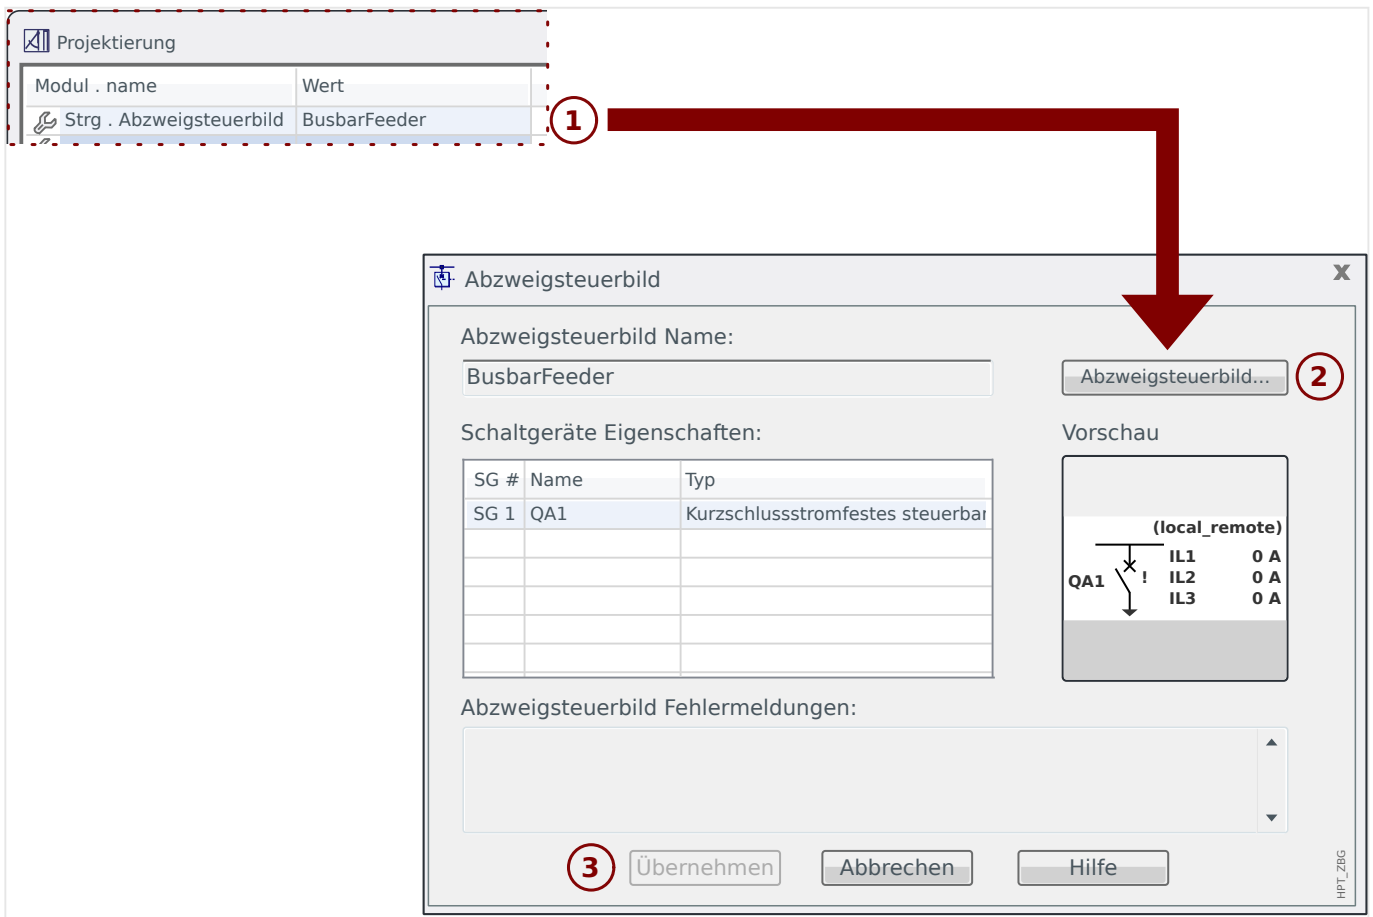 Projektierung
Modul . name Wert
Strg . Abzweigsteuerbild BusbarFeeder
1
Abzweigsteuerbild X
Abzweigsteuerbild Name:
BusbarFeeder Abzweigsteuerbild... 2
Schaltgeräte Eigenschaften: Vorschau
SG # Name Typ
SG 1 QA1 Kurzschlussstromfestes steuerbar
(local_remote)
IL1 0 A
QA1 ! IL2 0 A
IL3 0 A
Abzweigsteuerbild Fehlermeldungen:
3 Übernehmen Abbrechen Hilfe
HPT_ZBG